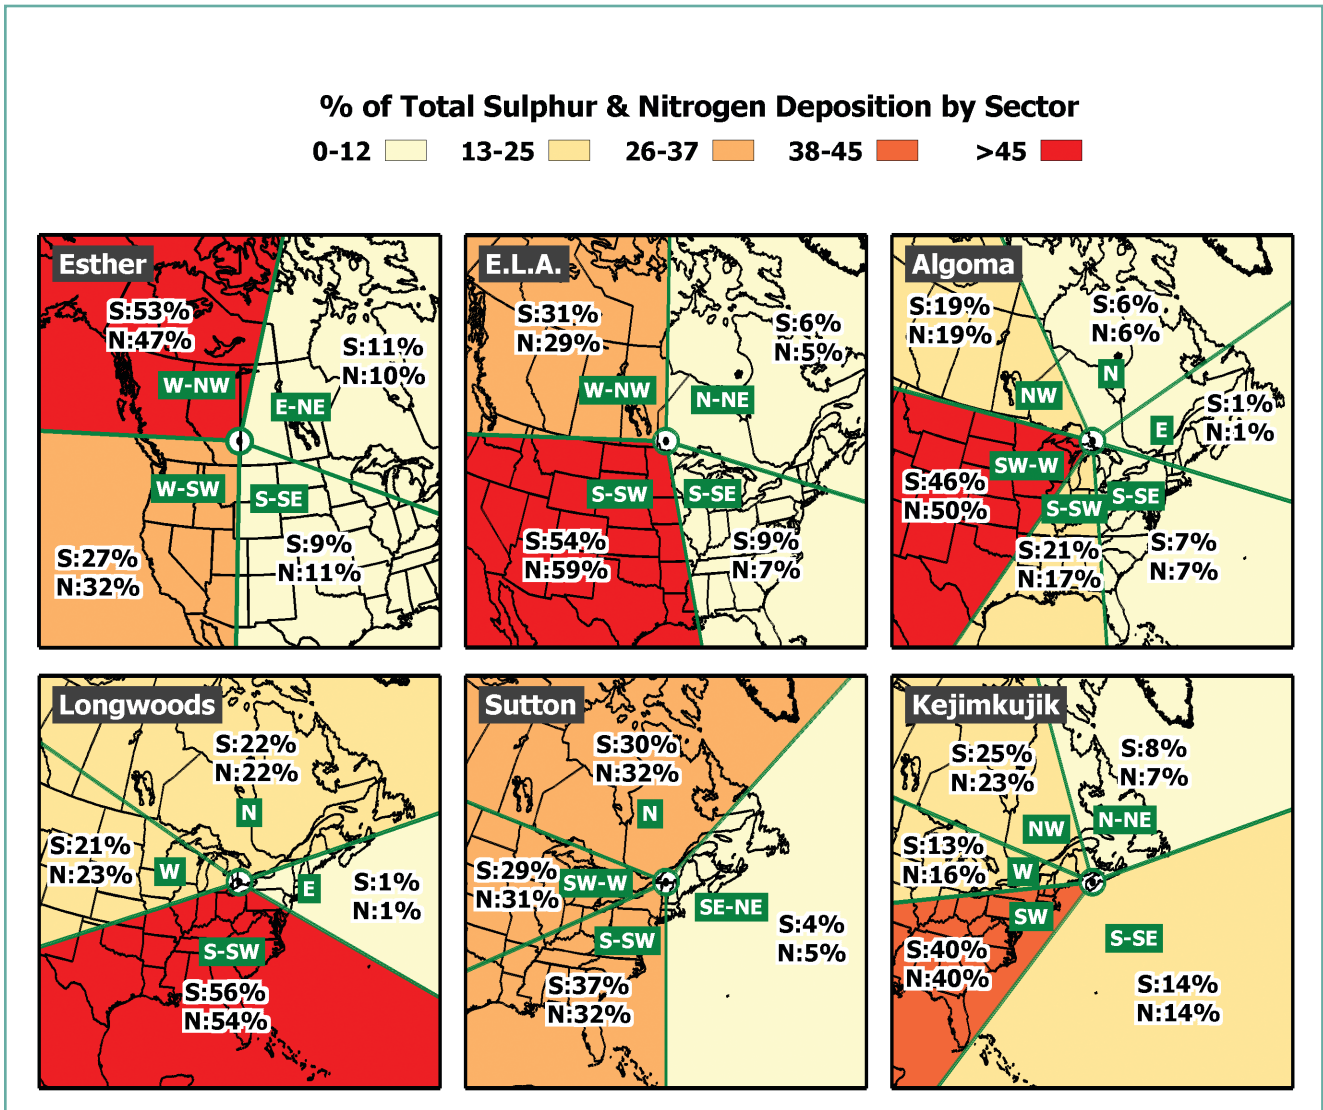 % of Total Sulphur & Nitrogen Deposition by Sector
0-12 13-25 26-37 38-45 >45
Esther
S:53%
N:47%
W-NW
S:11%
N:10%
E-NE
W-SW
S-SE
S:27%
N:32%
S:9%
N:11%
E.L.A.
S:31%
N:29%
W-NW
S:6%
N:5%
N-NE
S-SW
S-SE
S:54%
N:59%
S:9%
N:7%
Algoma
S:19%
N:19%
NW
S:6%
N:6%
N
S:1%
N:1%
E
SW-W
S:46%
N:50%
S-SW
S-SE
S:21%
N:17%
S:7%
N:7%
Longwoods
S:22%
N:22%
N
S:21%
N:23%
W
E
S:1%
N:1%
S-SW
S:56%
N:54%
Sutton
S:30%
N:32%
N
S:29%
N:31%
SW-W
SE-NE
S:4%
N:5%
S-SW
S:37%
N:32%
Kejimkujik
S:25%
N:23%
NW
S:8%
N:7%
N-NE
S:13%
N:16%
W
SW
S:40%
N:40%
S-SE
S:14%
N:14%